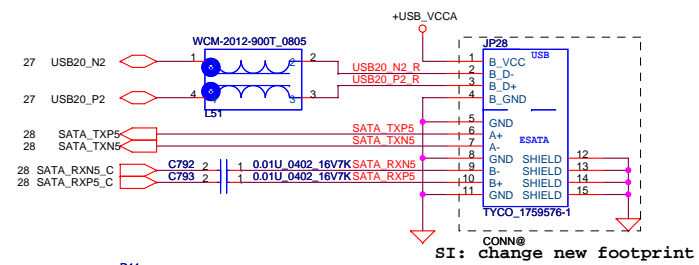 +USB_VCCA
WCM-2012-900T_0805
JP28
USB
27 USB20_N2 1 2 USB20_N2_R 1 B_VCC
USB20_P2_R 2 B_D-
3 B_D+
27 USB20_P2 4 3 4 B_GND
L51
5 GND
28 SATA_TXP5 SATA_TXP5 6 A+ ESATA
28 SATA_TXN5 SATA_TXN5 7 A-
8 GND SHIELD 12
28 SATA_RXN5_C C792 2 1 0.01U_0402_16V7K SATA_RXN5 9 B- SHIELD 13
28 SATA_RXP5_C C793 2 1 0.01U_0402_16V7K SATA_RXP5 10 B+ SHIELD 14
11 GND SHIELD 15
TYCO_1759576-1
CONN@
SI: change new footprint